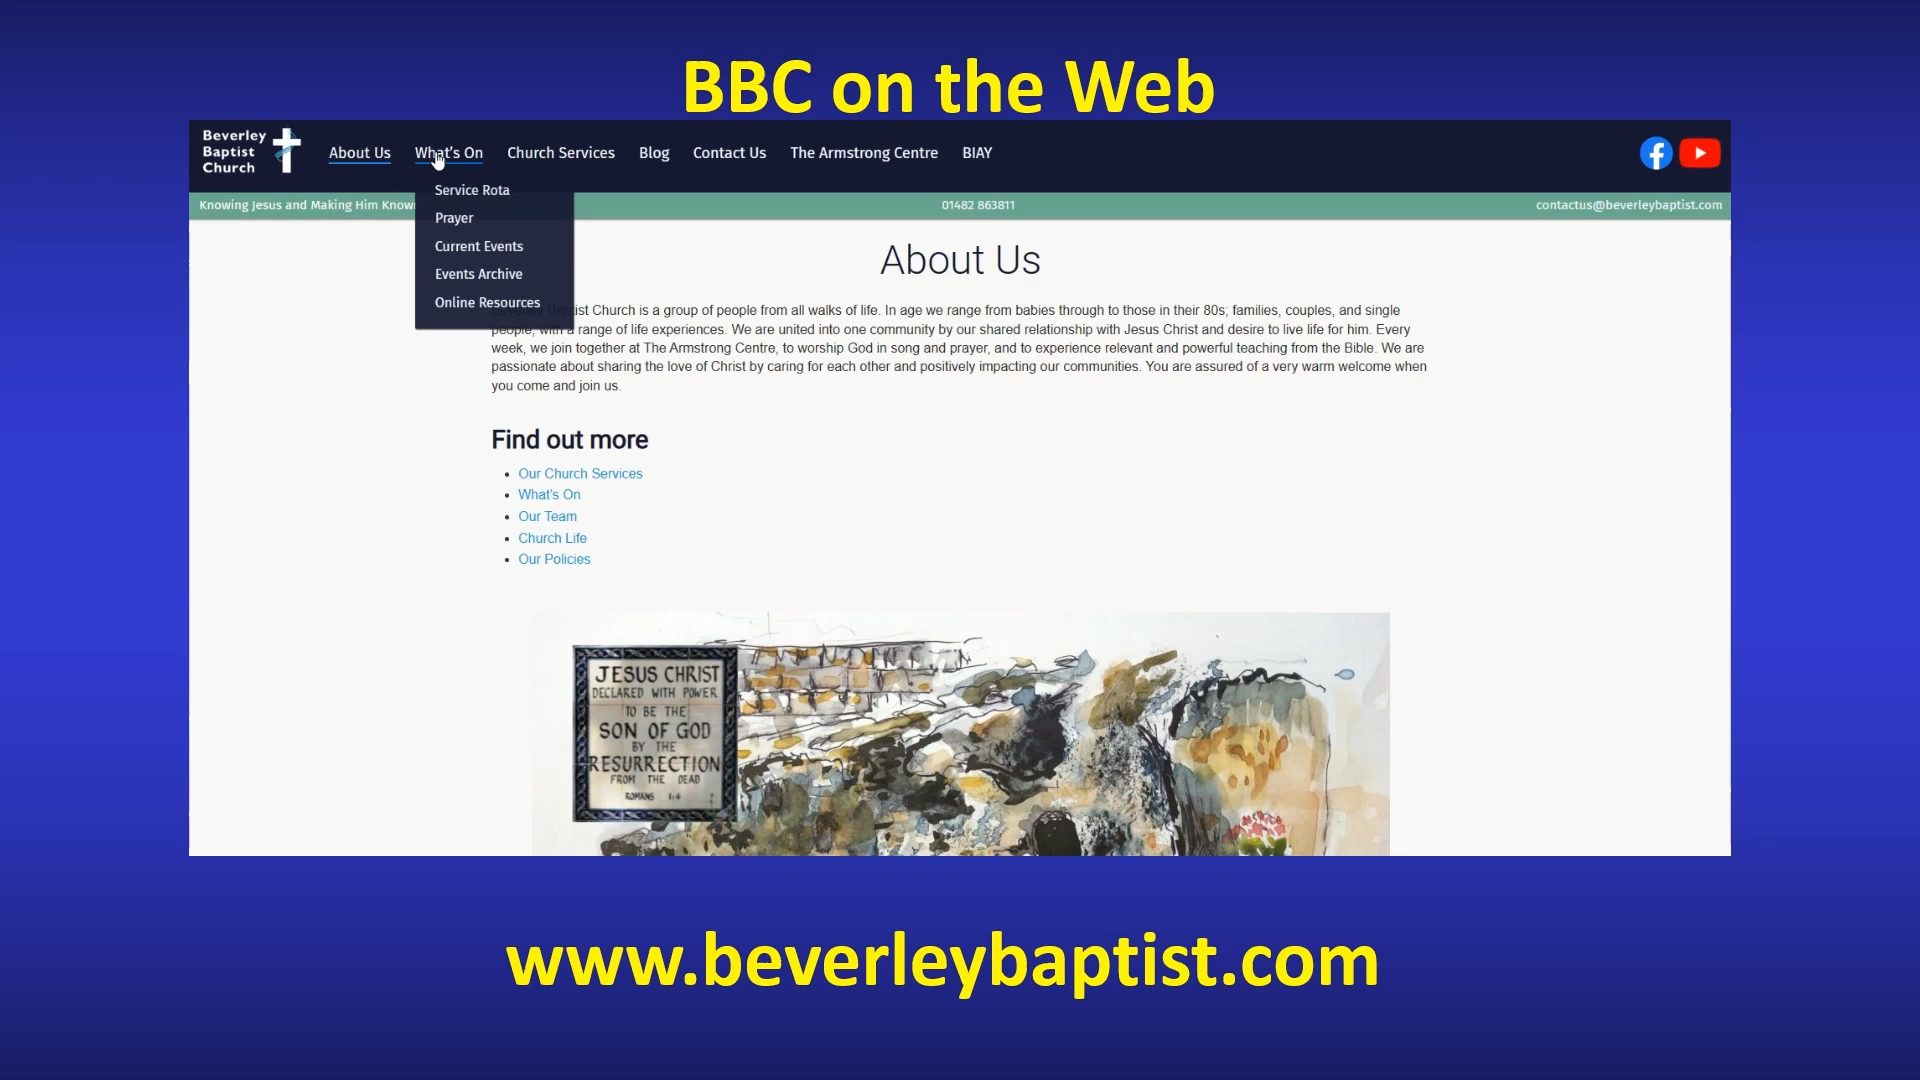 BBC on the Web
Beverley
Baptist
Church
About Us
What's On
Church Services
Blog
Contact Us
The Armstrong Centre
BIAY
Service Rota
Prayer
Current Events
Events Archive
Online Resources
Knowing Jesus and Making Him Know
01482 863811
contactus@beverleybaptist.com
About Us
Baptist Church is a group of people from all walks of life. In age we range from babies through to those in their 80s; families, couples, and single
people, with a range of life experiences. We are united into one community by our shared relationship with Jesus Christ and desire to live life for him. Every
week, we join together at The Armstrong Centre, to worship God in song and prayer, and to experience relevant and powerful teaching from the Bible. We are
passionate about sharing the love of Christ by caring for each other and positively impacting our communities. You are assured of a very warm welcome when
you come and join us.
Find out more
Our Church Services
What's On
Our Team
Church Life
Our Policies
JESUS CHRIST
DECLARED WITH POWER
TO BE THE
SON OF GOD
BY THE
RESURRECTION
FROM THE DEAD
ROMANS 1:4
www.beverleybaptist.com